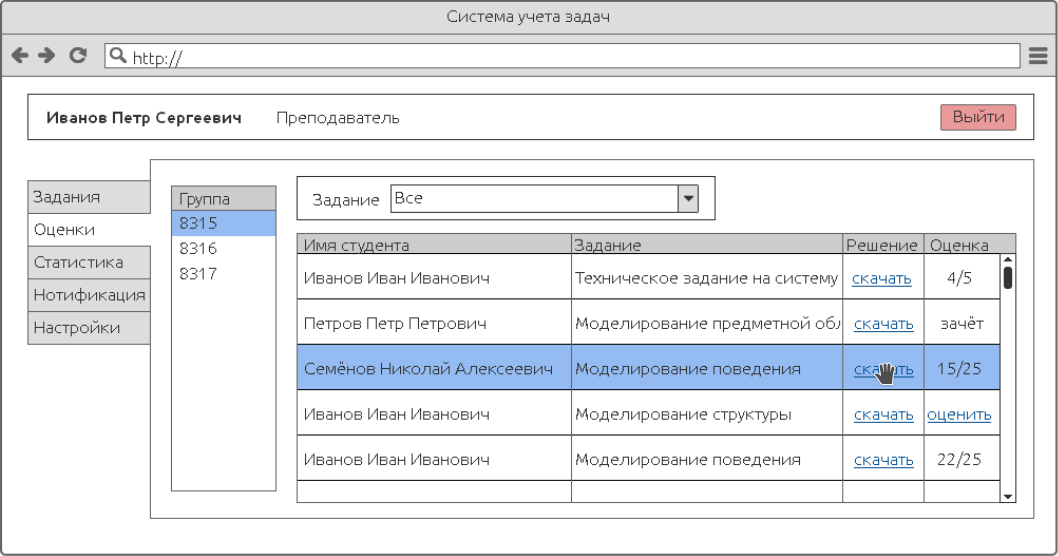 Система учета задач
http://
Иванов Петр Сергеевич Преподаватель Выйти
Задания
Оценки
Статистика
Нотификация
Настройки
Группа
8315
8316
8317
Задание Все
Имя студента Задание Решение Оценка
Иванов Иван Иванович Техническое задание на систему скачать 4/5
Петров Петр Петрович Моделирование предметной обл скачать зачёт
Семёнов Николай Алексеевич Моделирование поведения скачать 15/25
Иванов Иван Иванович Моделирование структуры скачать оценить
Иванов Иван Иванович Моделирование поведения скачать 22/25